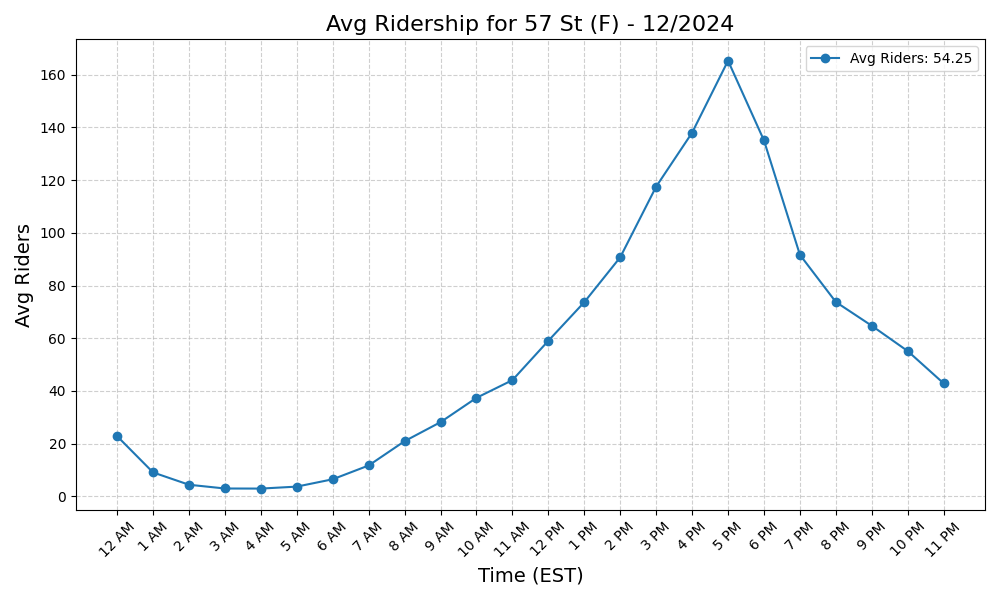 Avg Ridership for 57 St (F) - 12/2024
Avg Riders: 54.25
Avg Riders
160
140
120
100
80
60
40
20
0
12 AM
1 AM
2 AM
3 AM
4 AM
5 AM
6 AM
7 AM
8 AM
9 AM
10 AM
11 AM
12 PM
1 PM
2 PM
3 PM
4 PM
5 PM
6 PM
7 PM
8 PM
9 PM
10 PM
11 PM
Time (EST)